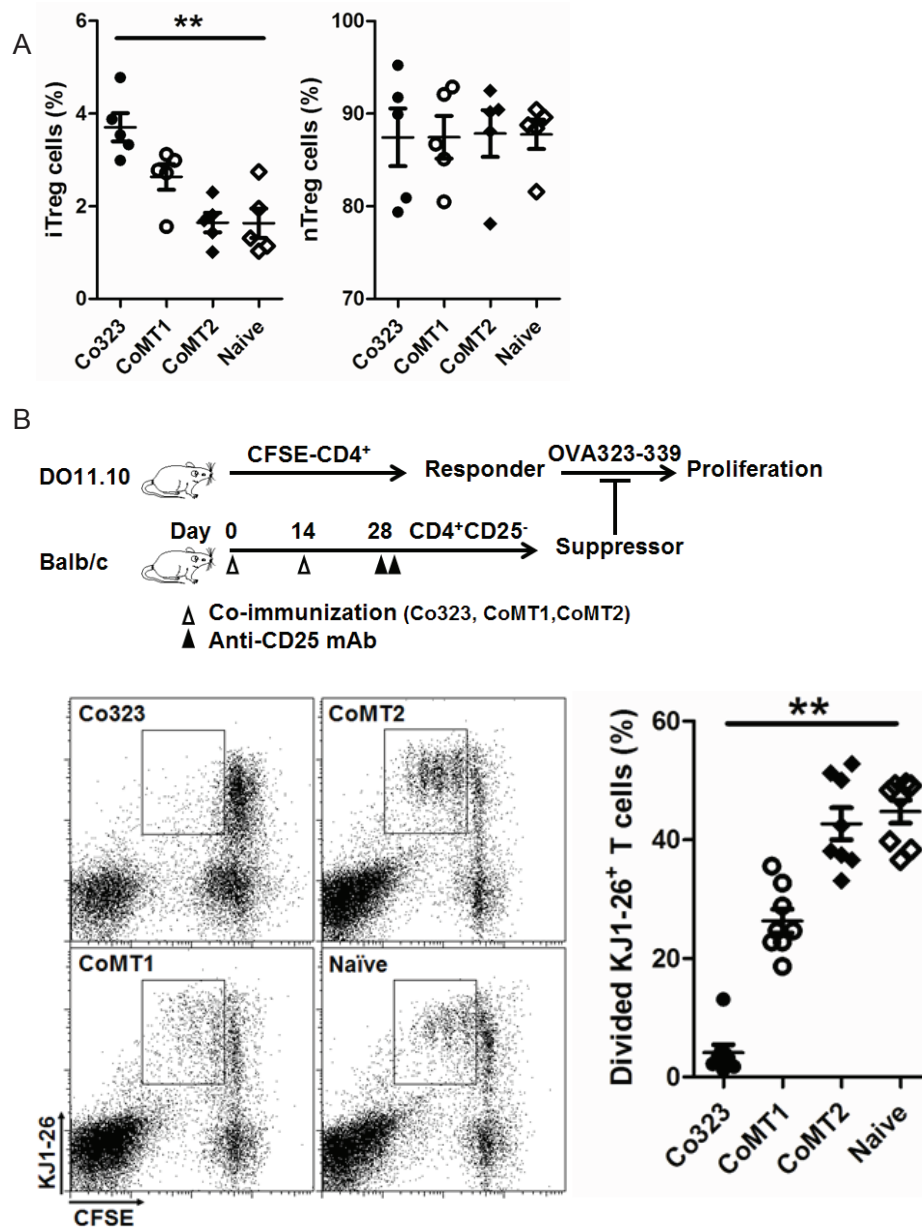 A
**
iTreg cells (%)
6
4
2
0
Co323
CoMT1
CoMT2
Naive
nTreg cells (%)
100
90
80
70
Co323
CoMT1
CoMT2
Naive
B
DO11.10
CFSE-CD4⁺
Responder
OVA323-339
Proliferation
Day 0 14 28 CD4⁺CD25⁻
Balb/c
Suppressor
Co-immunization (Co323, CoMT1,CoMT2)
Anti-CD25 mAb
Co323
CoMT2
CoMT1
Naïve
KJ1-26
CFSE
**
Divided KJ1-26⁺ T cells (%)
60
40
20
0
Co323
CoMT1
CoMT2
Naive